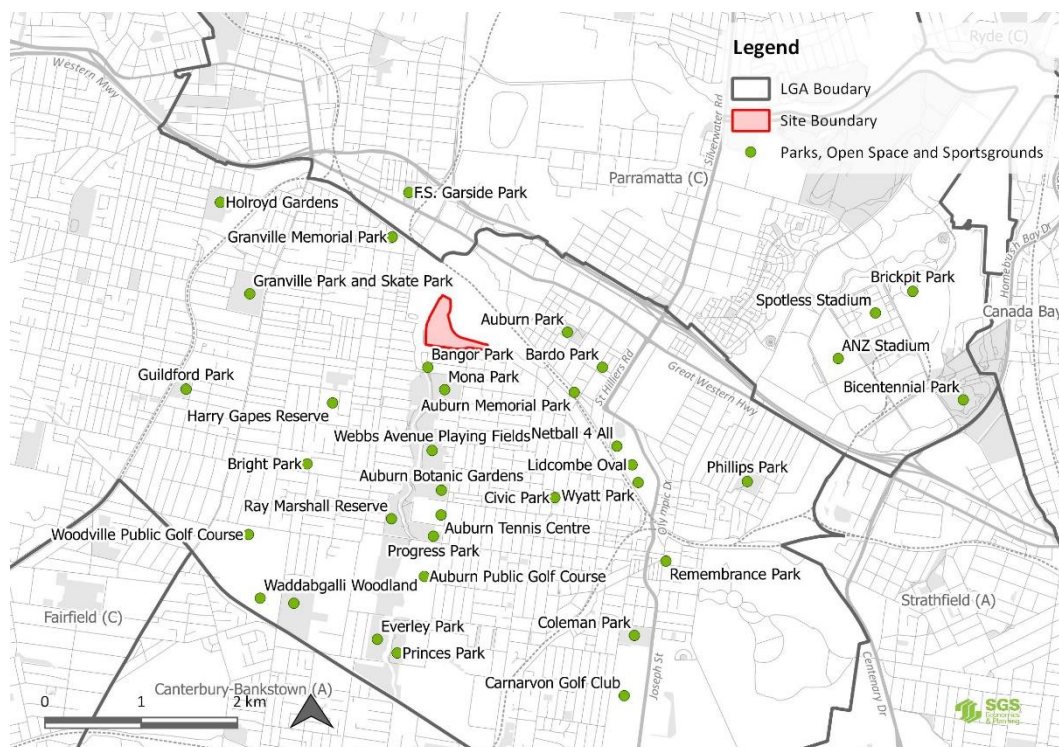 Legend
LGA Boudary
Site Boundary
Parks, Open Space and Sportsgrounds
Ryde (C)
Western Mwy
Silverwater Rd
Parramatta (C)
F.S. Garside Park
Holroyd Gardens
Granville Memorial Park
Homebush Bay Dr
Granville Park and Skate Park
Brickpit Park
Spotless Stadium
Canada Bay
Auburn Park
ANZ Stadium
Bangor Park
Bardo Park
St Hilliers Rd
Great Western Hwy
Guildford Park
Mona Park
Bicentennial Park
Harry Gapes Reserve
Auburn Memorial Park
Webbs Avenue Playing Fields
Netball 4 All
Bright Park
Lidcombe Oval
Auburn Botanic Gardens
Phillips Park
Civic Park
Wyatt Park
Ray Marshall Reserve
Olympic Dr
Auburn Tennis Centre
Woodville Public Golf Course
Progress Park
Remembrance Park
Auburn Public Golf Course
Waddabgalli Woodland
Strathfield (A)
Fairfield (C)
Coleman Park
Everley Park
Princes Park
Joseph St
Centenary Dr
Canterbury-Bankstown (A)
Carnarvon Golf Club
0 1 2 km
SGS
Economics
& Planning